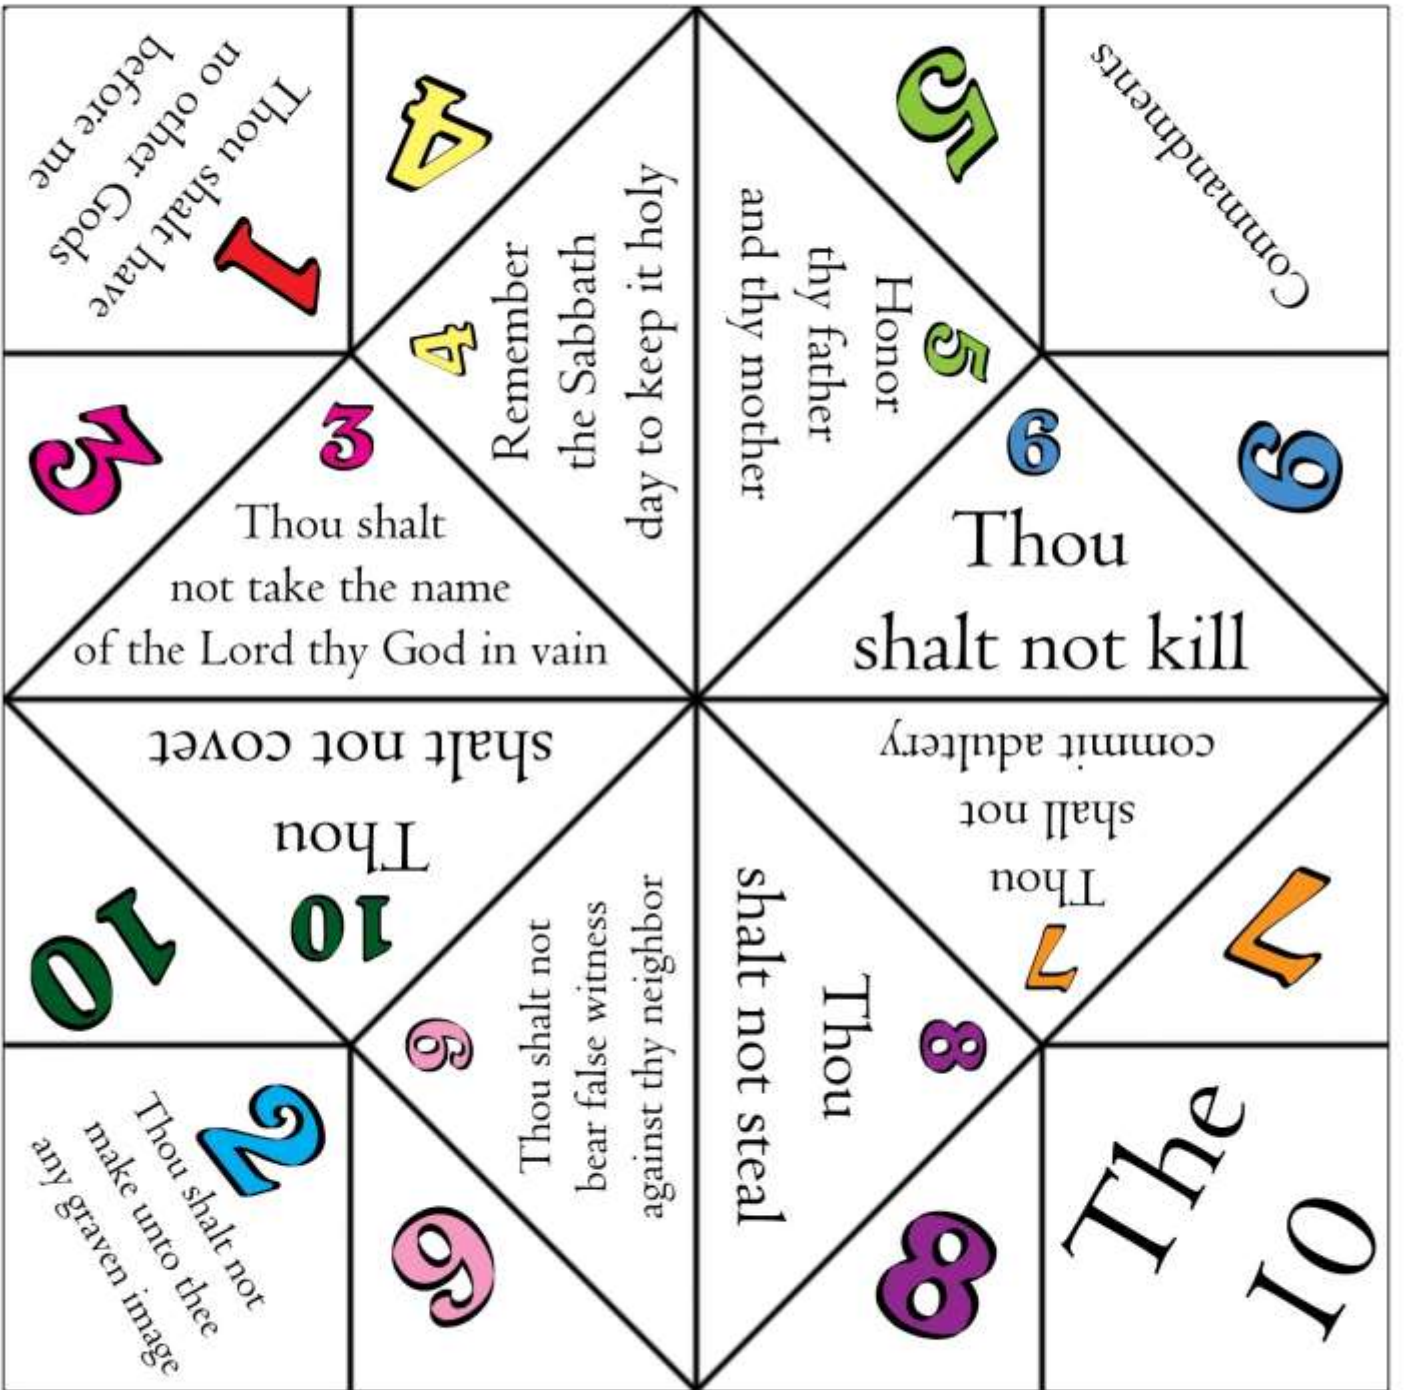 Thou shalt have
no other Gods
before me
1
4
5
Commandments
4
Remember
the Sabbath
day to keep it holy
5
Honor
thy father
and thy mother
3
3
Thou shalt
not take the name
of the Lord thy God in vain
6
6
Thou
shalt not kill
10
10
Thou
shalt not covet
7
7
Thou
shall not
commit adultery
9
Thou shalt not
bear false witness
against thy neighbor
9
8
Thou
shalt not steal
8
2
Thou shalt not
make unto thee
any graven image
The
10